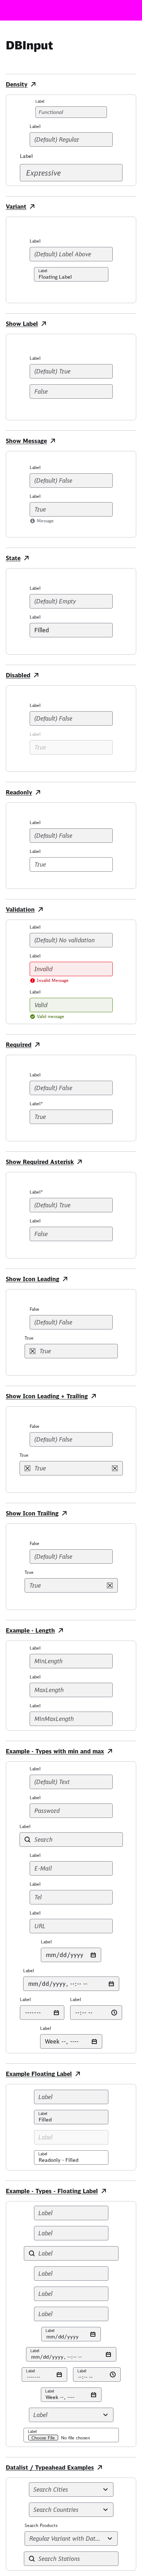 DBInput
Density
Label
Functional
Label
(Default) Regular
Label
Expressive
Variant
Label
(Default) Label Above
Label
Floating Label
Show Label
Label
(Default) True
False
Show Message
Label
(Default) False
Label
True
Message
State
Label
(Default) Empty
Label
Filled
Disabled
Label
(Default) False
Label
True
Readonly
Label
(Default) False
Label
True
Validation
Label
(Default) No validation
Label
Invalid
Invalid Message
Label
Valid
Valid message
Required
Label
(Default) False
Label*
True
Show Required Asterisk
Label*
(Default) True
Label
False
Show Icon Leading
False
(Default) False
True
True
Show Icon Leading + Trailing
False
(Default) False
True
True
Show Icon Trailing
False
(Default) False
True
True
Example - Length
Label
MinLength
Label
MaxLength
Label
MinMaxLength
Example - Types with min and max
Label
(Default) Text
Label
Password
Label
Search
Label
E-Mail
Label
Tel
Label
URL
Label
mm/dd/yyyy
Label
mm/dd/yyyy, --:-- --
Label Label
------- --:-- --
Label
Week --, ----
Example Floating Label
Label
Label
Filled
Label
Label
Readonly - Filled
Example - Types - Floating Label
Label
Label
Label
Label
Label
Label
Label
mm/dd/yyyy
Label
mm/dd/yyyy, --:-- --
Label Label
------- --:-- --
Label
Week --, ----
Label
Label
Choose File No file chosen
Datalist / Typeahead Examples
Search Cities
Search Countries
Search Products
Regular Variant with Dat...
Search Stations